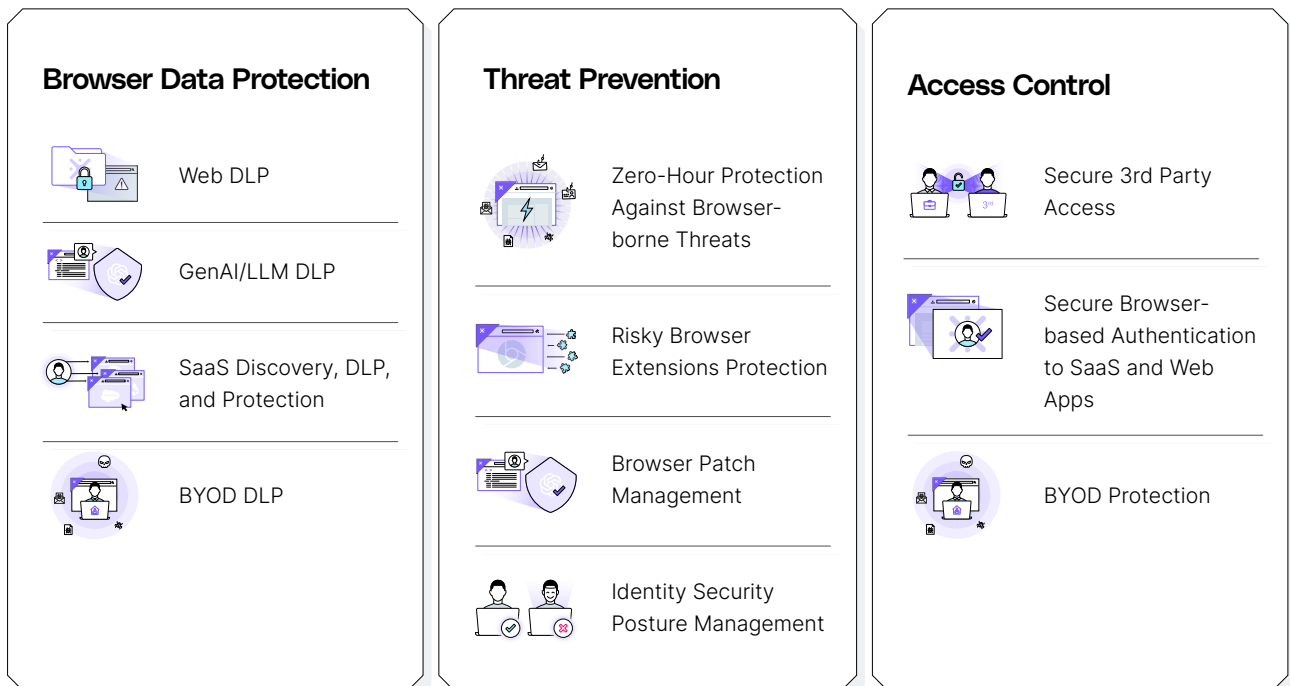 Browser Data Protection
Web DLP
GenAI/LLM DLP
SaaS Discovery, DLP,
and Protection
BYOD DLP
Threat Prevention
Zero-Hour Protection
Against Browser-
borne Threats
Risky Browser
Extensions Protection
Browser Patch
Management
Identity Security
Posture Management
Access Control
3rd
Secure 3rd Party
Access
Secure Browser-
based Authentication
to SaaS and Web
Apps
BYOD Protection